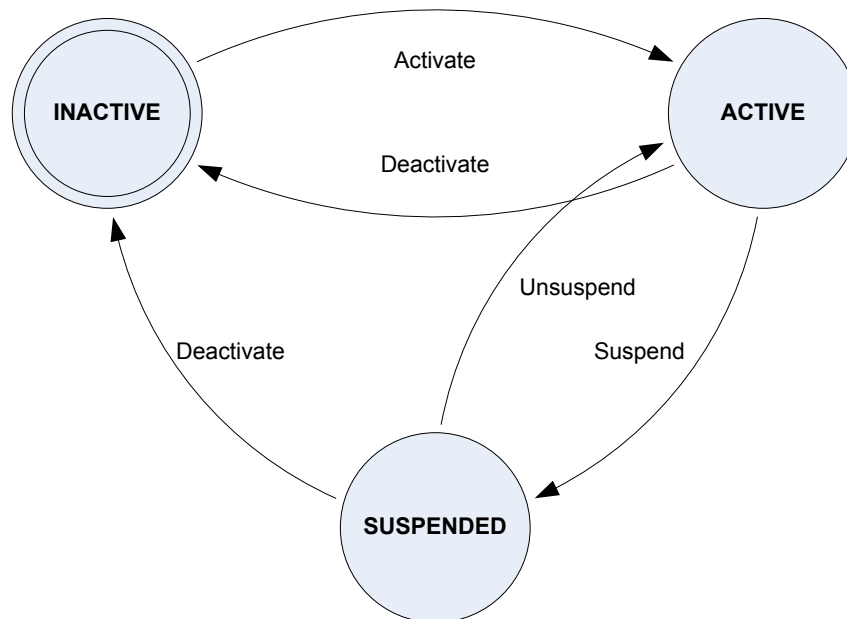 Activate
INACTIVE
ACTIVE
Deactivate
Unsuspend
Deactivate
Suspend
SUSPENDED